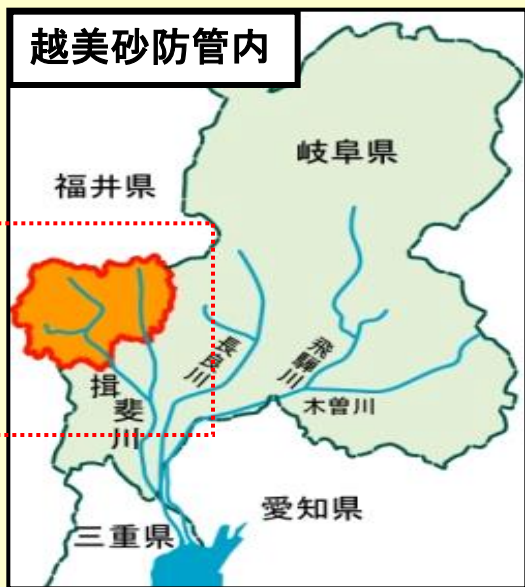 越美砂防管内
岐阜県
福井県
長良川
飛騨川
揖斐川
木曽川
愛知県
三重県